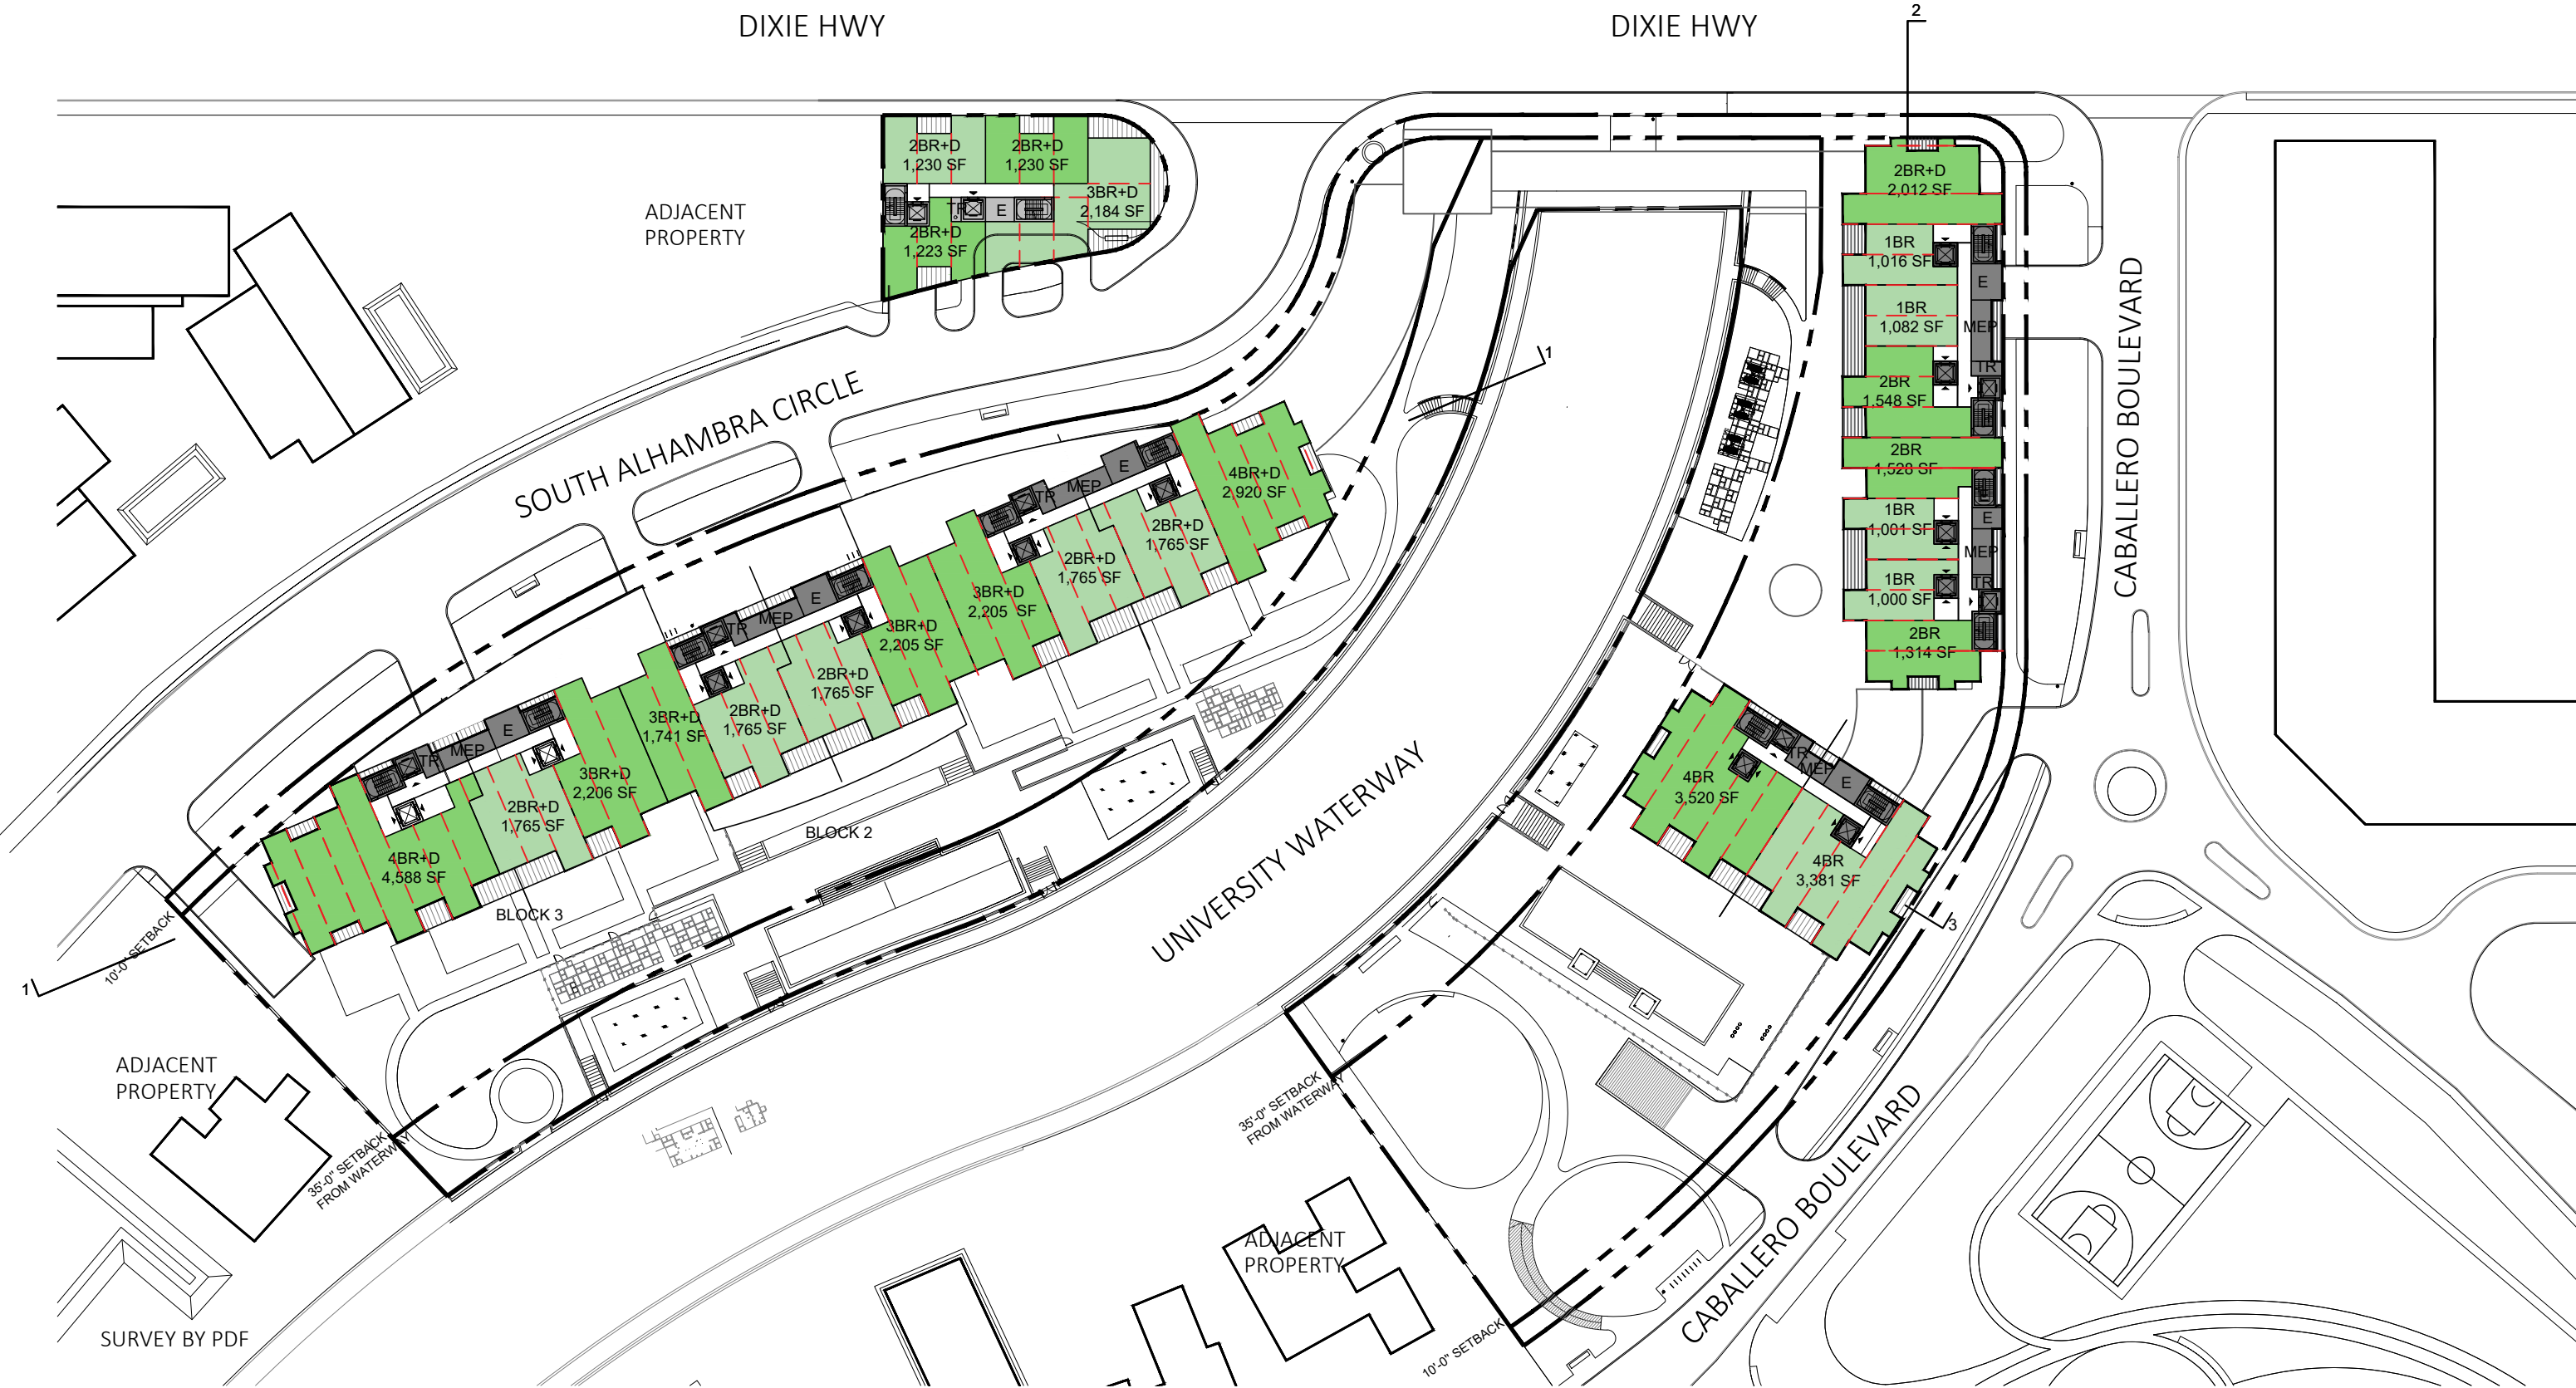 DIXIE HWY
DIXIE HWY
2
2BR+D
1,230 SF
2BR+D
1,230 SF
3BR+D
2,184 SF
TR
E
2BR+D
1,223 SF
ADJACENT
PROPERTY
2BR+D
2,012 SF
1BR
1,016 SF
E
1BR
1,082 SF
MEP
TR
2BR
1,548 SF
2BR
1,528 SF
1BR
1,001 SF
E
MEP
1BR
1,000 SF
TR
2BR
1,314 SF
CABALLERO BOULEVARD
CABALLERO BOULEVARD
1
SOUTH ALHAMBRA CIRCLE
4BR+D
2,920 SF
E
MEP
TR
2BR+D
1,765 SF
2BR+D
1,765 SF
3BR+D
2,205 SF
3BR+D
2,205 SF
E
MEP
TR
2BR+D
1,765 SF
2BR+D
1,765 SF
3BR+D
1,741 SF
3BR+D
2,206 SF
E
MEP
TR
2BR+D
1,765 SF
4BR+D
4,588 SF
BLOCK 2
BLOCK 3
UNIVERSITY WATERWAY
4BR
3,520 SF
TR
MEP
E
4BR
3,381 SF
3
10'-0" SETBACK
1
ADJACENT
PROPERTY
35'-0" SETBACK
FROM WATERWAY
35'-0" SETBACK
FROM WATERWAY
ADJACENT
PROPERTY
CABALLERO BOULEVARD
10'-0" SETBACK
SURVEY BY PDF